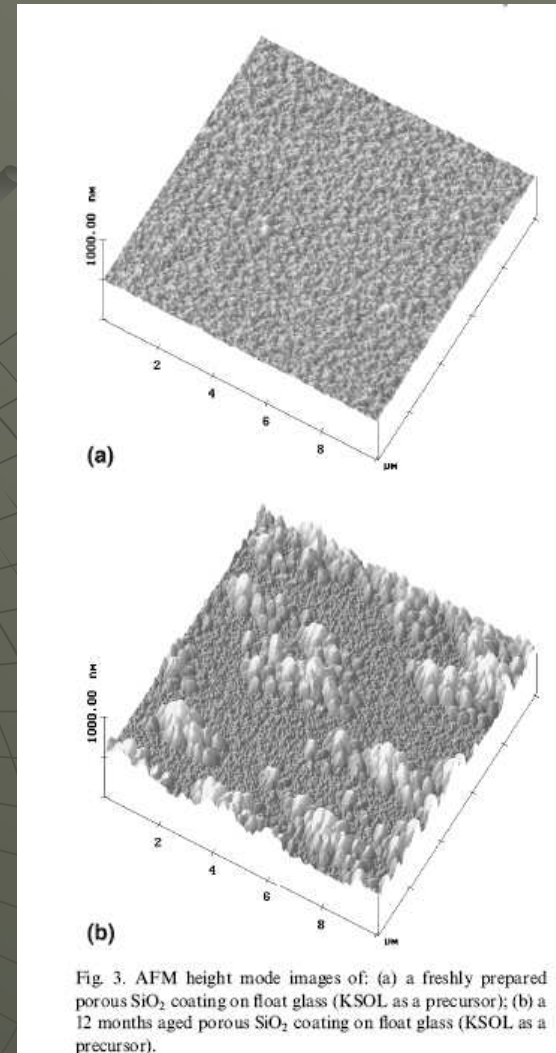 1000.00 nm
2
4
6
8
µm
(a)
1000.00 nm
2
4
6
8
µm
(b)
Fig. 3. AFM height mode images of: (a) a freshly prepared
porous SiO₂ coating on float glass (KSOL as a precursor); (b) a
12 months aged porous SiO₂ coating on float glass (KSOL as a
precursor).